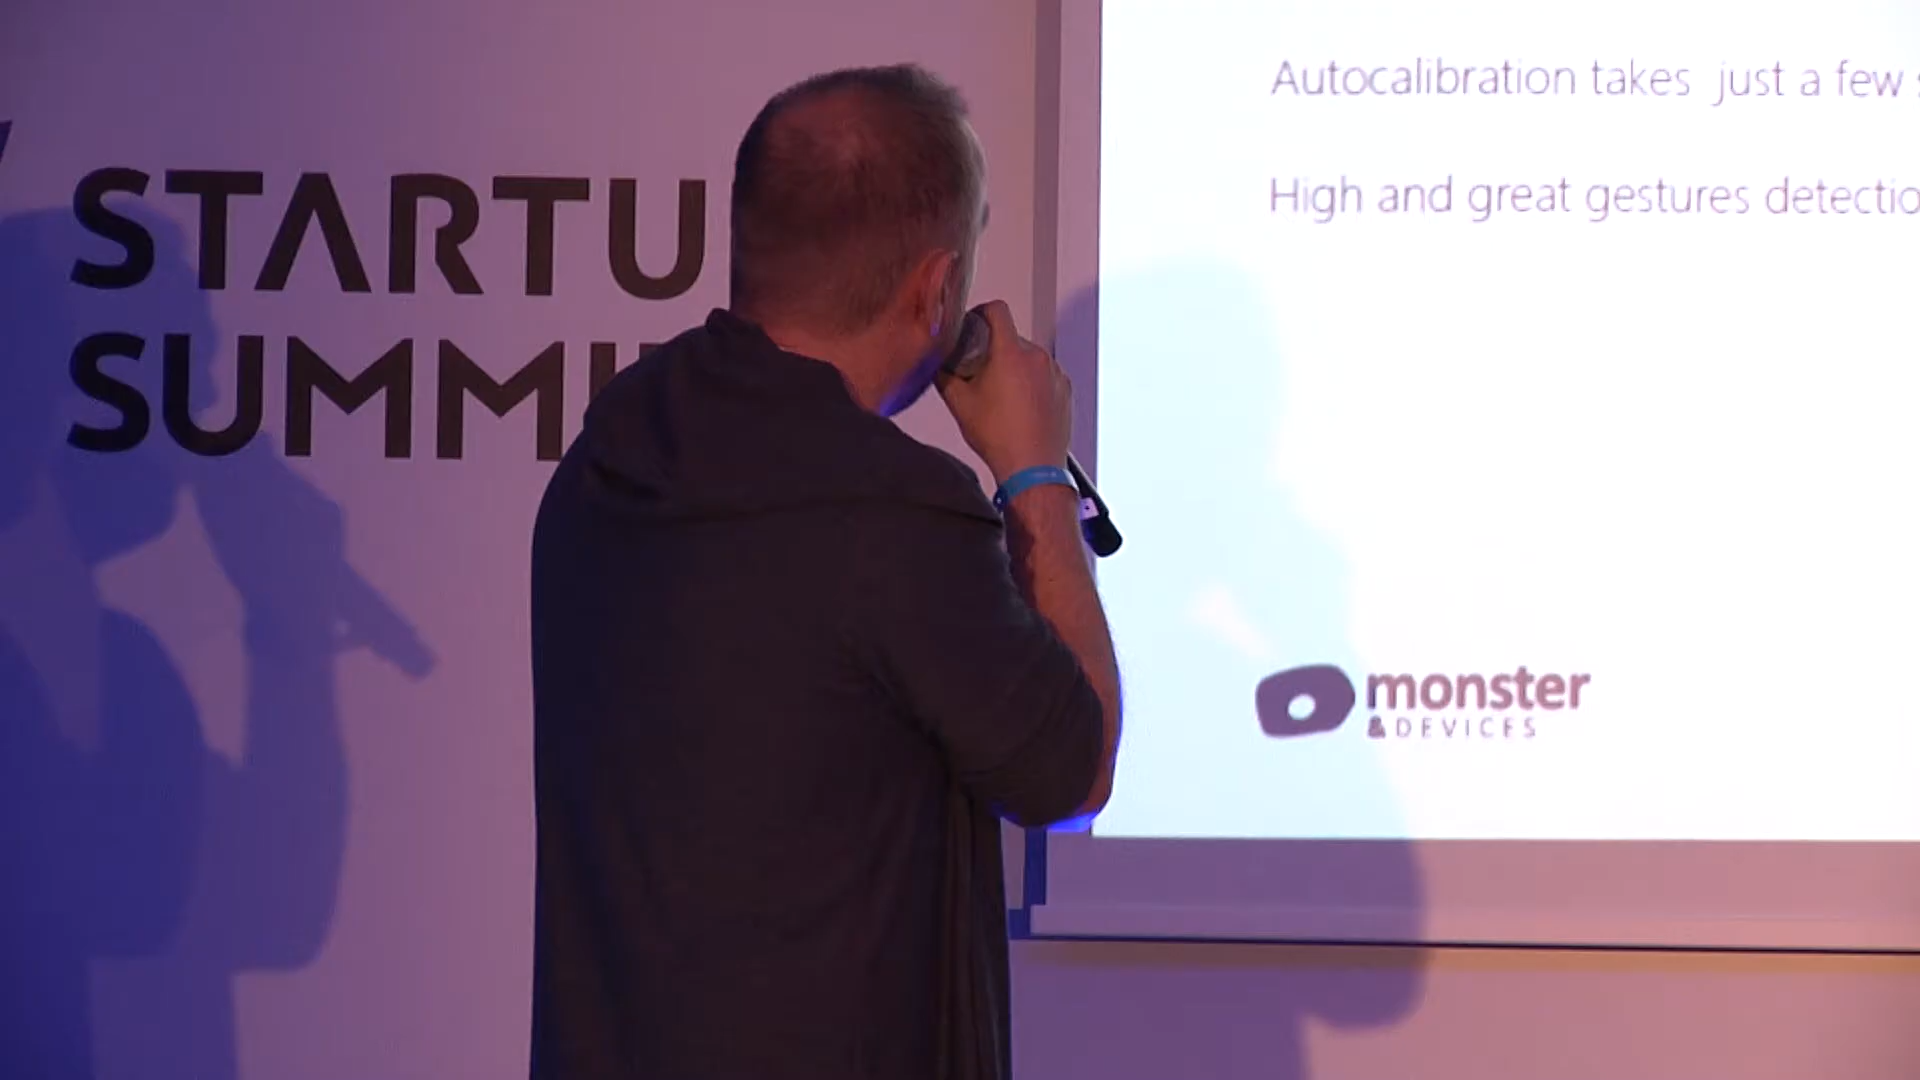 STARTU
SUMMI
Autocalibration takes just a few
High and great gestures detectio
monster
&DEVICES